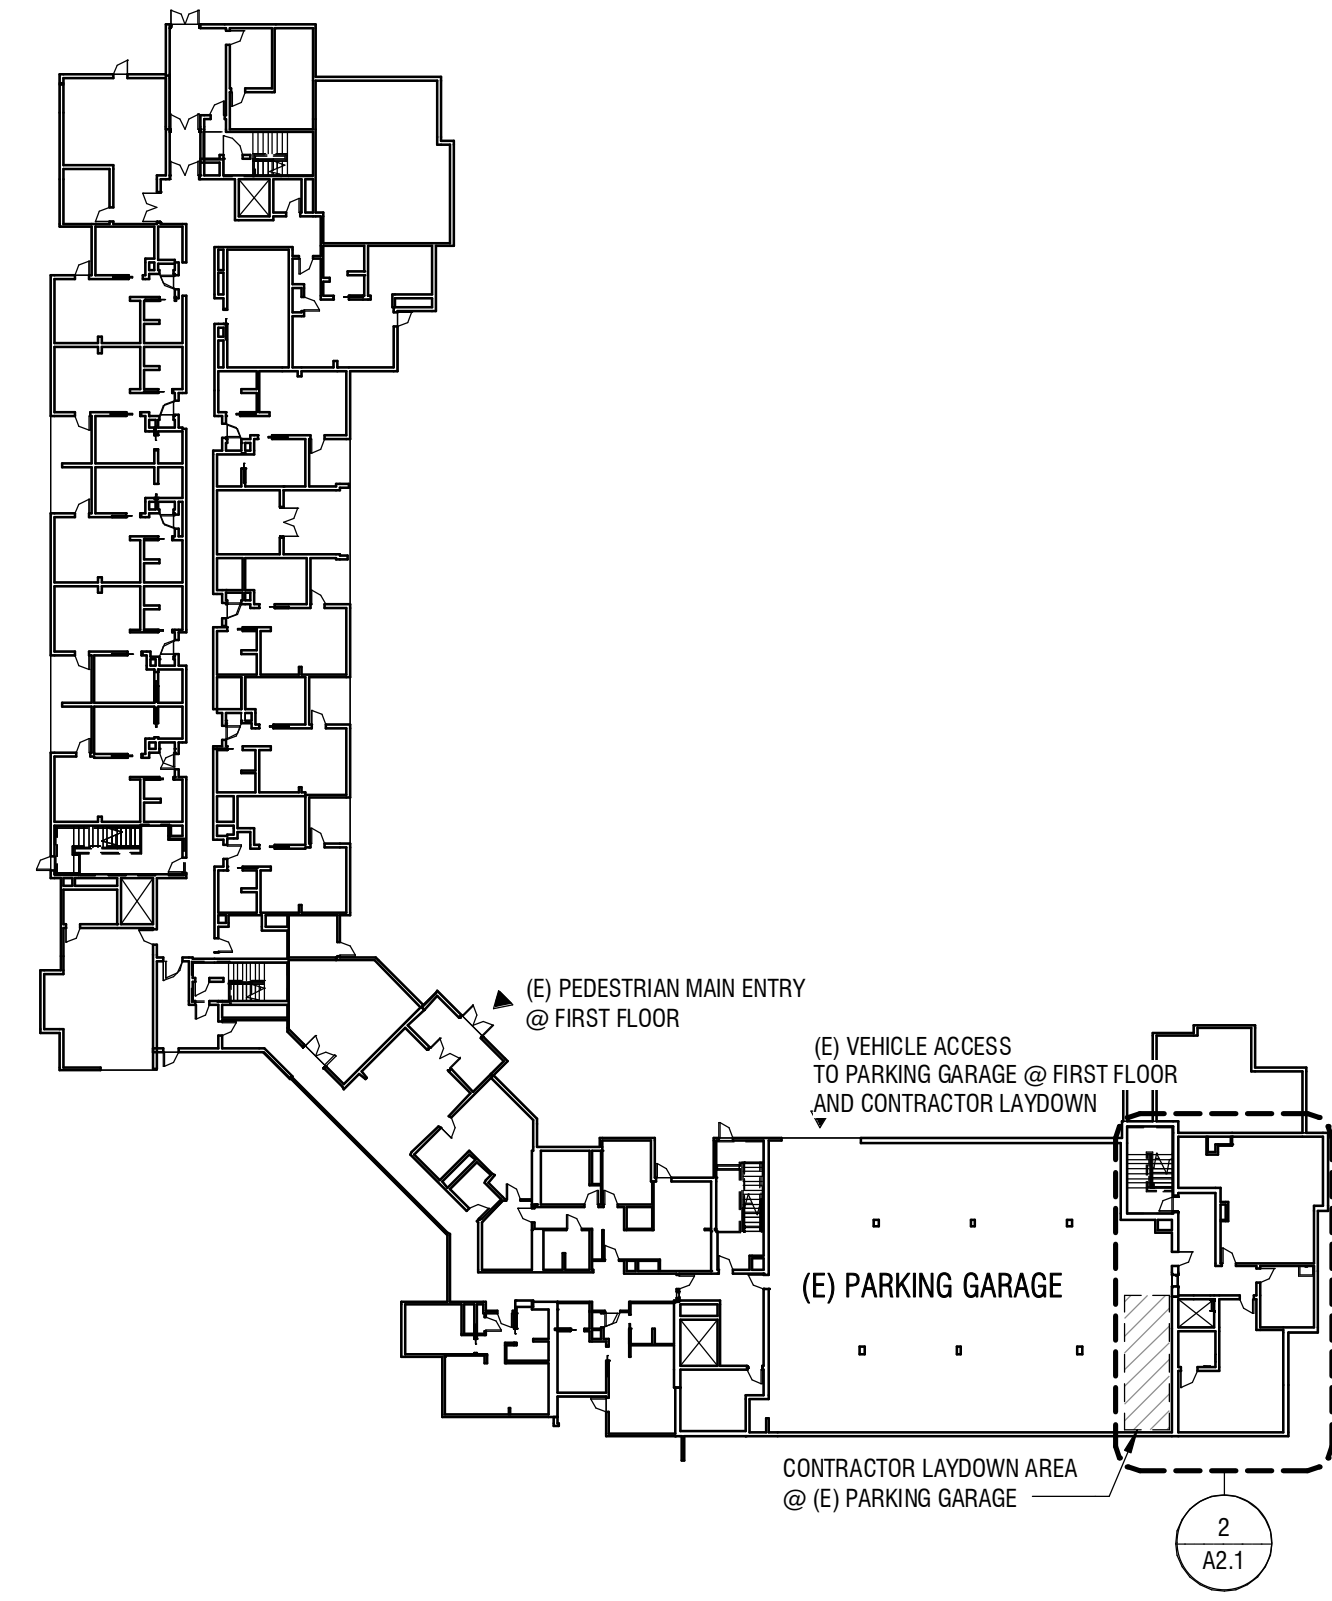 (E) PEDESTRIAN MAIN ENTRY
@ FIRST FLOOR
(E) VEHICLE ACCESS
TO PARKING GARAGE @ FIRST FLOOR
AND CONTRACTOR LAYDOWN
(E) PARKING GARAGE
CONTRACTOR LAYDOWN AREA
@ (E) PARKING GARAGE
2
A2.1